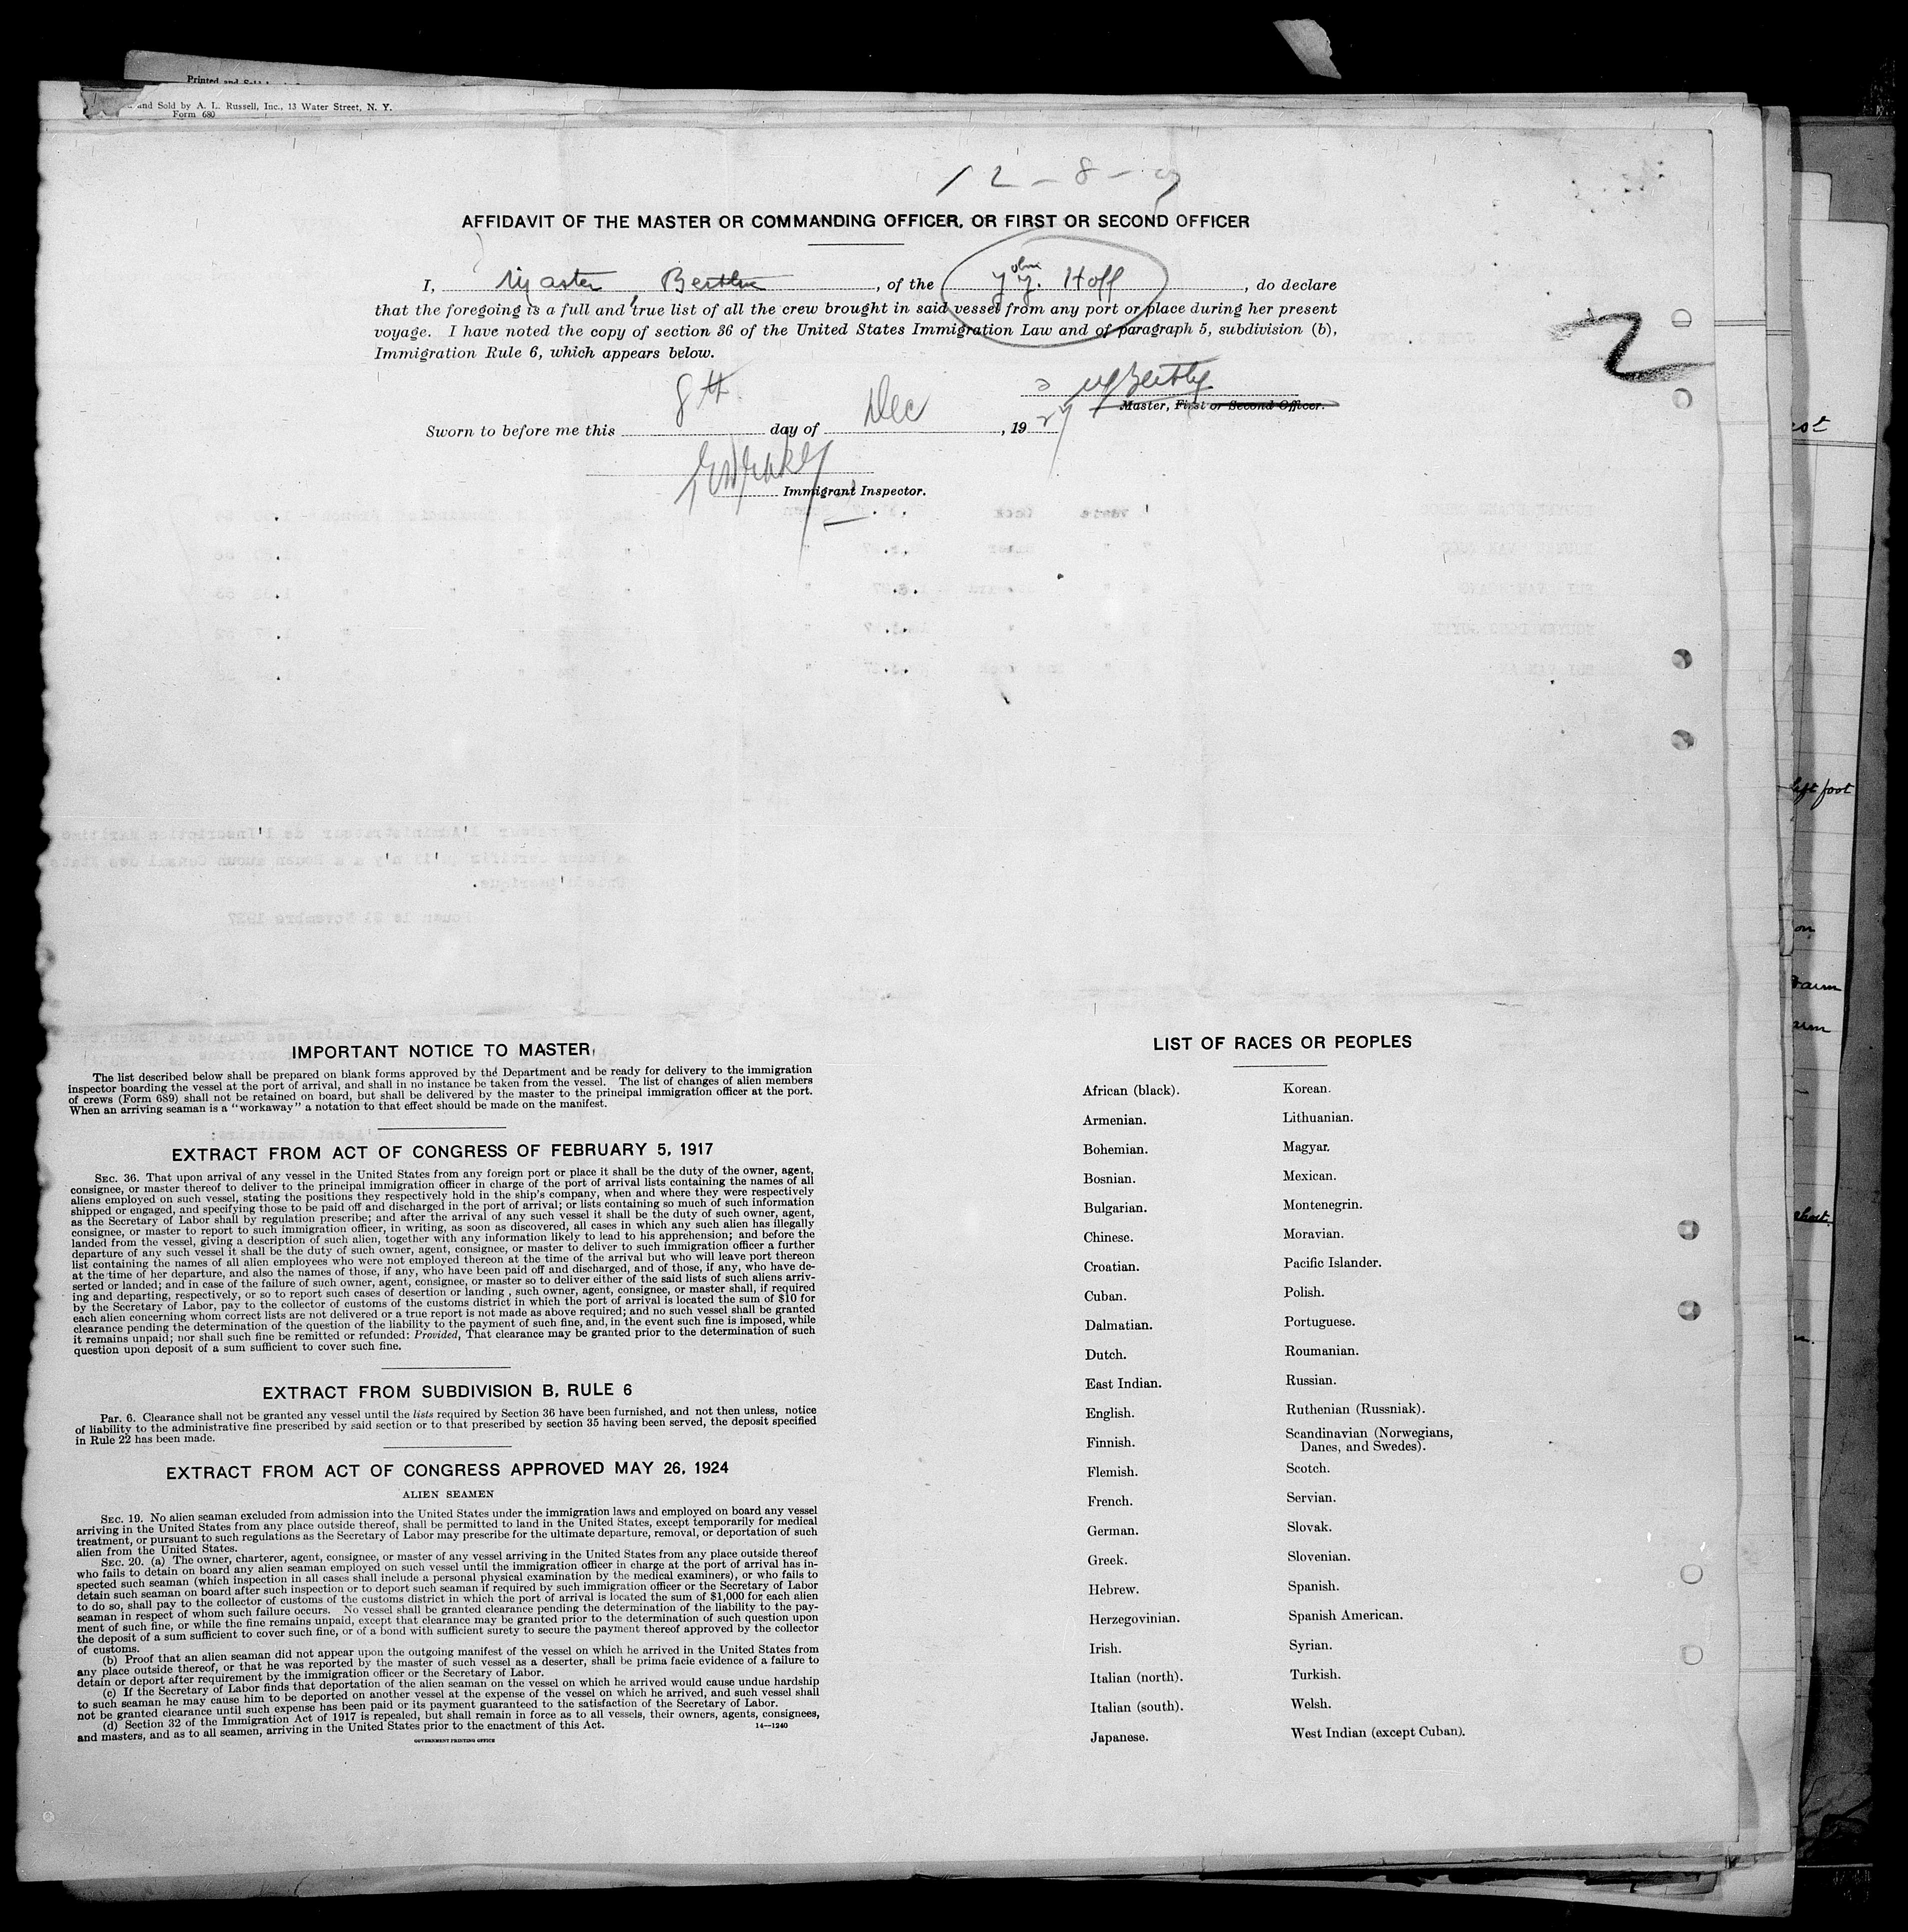 Printed and
and Sold by A. L. Russell, Inc., 13 Water Street, N. Y.
Form 680
12-8-27
AFFIDAVIT OF THE MASTER OR COMMANDING OFFICER, OR FIRST OR SECOND OFFICER
I, Master , of the John J. Hoff , do declare
that the foregoing is a full and true list of all the crew brought in said vessel from any port or place during her present
voyage. I have noted the copy of section 36 of the United States Immigration Law and of paragraph 5, subdivision (b),
Immigration Rule 6, which appears below.
2
Master, First or Second Officer.
Sworn to before me this 8th day of Dec , 1927
Immigrant Inspector.
est
left foot
arm
IMPORTANT NOTICE TO MASTER
The list described below shall be prepared on blank forms approved by the Department and be ready for delivery to the immigration
inspector boarding the vessel at the port of arrival, and shall in no instance be taken from the vessel. The list of changes of alien members
of crews (Form 689) shall not be retained on board, but shall be delivered by the master to the principal immigration officer at the port.
When an arriving seaman is a "workaway" a notation to that effect should be made on the manifest.
EXTRACT FROM ACT OF CONGRESS OF FEBRUARY 5, 1917
SEC. 36. That upon arrival of any vessel in the United States from any foreign port or place it shall be the duty of the owner, agent,
consignee, or master thereof to deliver to the principal immigration officer in charge of the port of arrival lists containing the names of all
aliens employed on such vessel, stating the positions they respectively hold in the ship's company, when and where they were respectively
shipped or engaged, and specifying those to be paid off and discharged in the port of arrival; or lists containing so much of such information
as the Secretary of Labor shall by regulation prescribe; and after the arrival of any such vessel it shall be the duty of such owner, agent,
consignee, or master to report to such immigration officer, in writing, as soon as discovered, all cases in which any such alien has illegally
landed from the vessel, giving a description of such alien, together with any information likely to lead to his apprehension; and before the
departure of any such vessel it shall be the duty of such owner, agent, consignee, or master to deliver to such immigration officer a further
list containing the names of all alien employees who were not employed thereon at the time of the arrival but who will leave port thereon
at the time of her departure, and also the names of those, if any, who have been paid off and discharged, and of those, if any, who have de-
serted or landed; and in case of the failure of such owner, agent, consignee, or master so to deliver either of the said lists of such aliens arriv-
ing and departing, respectively, or so to report such cases of desertion or landing , such owner, agent, consignee, or master shall, if required
by the Secretary of Labor, pay to the collector of customs of the customs district in which the port of arrival is located the sum of $10 for
each alien concerning whom correct lists are not delivered or a true report is not made as above required; and no such vessel shall be granted
clearance pending the determination of the question of the liability to the payment of such fine, and, in the event such fine is imposed, while
it remains unpaid; nor shall such fine be remitted or refunded: Provided, That clearance may be granted prior to the determination of such
question upon deposit of a sum sufficient to cover such fine.
EXTRACT FROM SUBDIVISION B, RULE 6
Par. 6. Clearance shall not be granted any vessel until the lists required by Section 36 have been furnished, and not then unless, notice
of liability to the administrative fine prescribed by said section or to that prescribed by section 35 having been served, the deposit specified
in Rule 22 has been made.
EXTRACT FROM ACT OF CONGRESS APPROVED MAY 26, 1924
ALIEN SEAMEN
SEC. 19. No alien seaman excluded from admission into the United States under the immigration laws and employed on board any vessel
arriving in the United States from any place outside thereof, shall be permitted to land in the United States, except temporarily for medical
treatment, or pursuant to such regulations as the Secretary of Labor may prescribe for the ultimate departure, removal, or deportation of such
alien from the United States.
SEC. 20. (a) The owner, charterer, agent, consignee, or master of any vessel arriving in the United States from any place outside thereof
who fails to detain on board any alien seaman employed on such vessel until the immigration officer in charge at the port of arrival has in-
spected such seaman (which inspection in all cases shall include a personal physical examination by the medical examiners), or who fails to
detain such seaman on board after such inspection or to deport such seaman if required by such immigration officer or the Secretary of Labor
to do so, shall pay to the collector of customs of the customs district in which the port of arrival is located the sum of $1,000 for each alien
seaman in respect of whom such failure occurs. No vessel shall be granted clearance pending the determination of the liability to the pay-
ment of such fine, or while the fine remains unpaid, except that clearance may be granted prior to the determination of such question upon
the deposit of a sum sufficient to cover such fine, or of a bond with sufficient surety to secure the payment thereof approved by the collector
of customs.
(b) Proof that an alien seaman did not appear upon the outgoing manifest of the vessel on which he arrived in the United States from
any place outside thereof, or that he was reported by the master of such vessel as a deserter, shall be prima facie evidence of a failure to
detain or deport after requirement by the immigration officer or the Secretary of Labor.
(c) If the Secretary of Labor finds that deportation of the alien seaman on the vessel on which he arrived would cause undue hardship
to such seaman he may cause him to be deported on another vessel at the expense of the vessel on which he arrived, and such vessel shall
not be granted clearance until such expense has been paid or its payment guaranteed to the satisfaction of the Secretary of Labor.
(d) Section 32 of the Immigration Act of 1917 is repealed, but shall remain in force as to all vessels, their owners, agents, consignees,
and masters, and as to all seamen, arriving in the United States prior to the enactment of this Act.
14—1240
GOVERNMENT PRINTING OFFICE
LIST OF RACES OR PEOPLES
African (black).
Armenian.
Bohemian.
Bosnian.
Bulgarian.
Chinese.
Croatian.
Cuban.
Dalmatian.
Dutch.
East Indian.
English.
Finnish.
Flemish.
French.
German.
Greek.
Hebrew.
Herzegovinian.
Irish.
Italian (north).
Italian (south).
Japanese.
Korean.
Lithuanian.
Magyar.
Mexican.
Montenegrin.
Moravian.
Pacific Islander.
Polish.
Portuguese.
Roumanian.
Russian.
Ruthenian (Russniak).
Scandinavian (Norwegians,
Danes, and Swedes).
Scotch.
Servian.
Slovak.
Slovenian.
Spanish.
Spanish American.
Syrian.
Turkish.
Welsh.
West Indian (except Cuban).